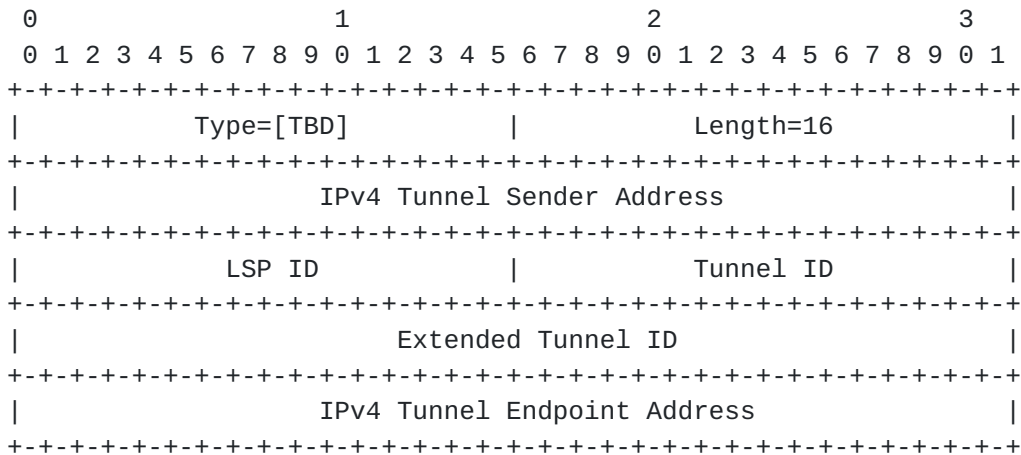 0                   1                   2                   3
 0 1 2 3 4 5 6 7 8 9 0 1 2 3 4 5 6 7 8 9 0 1 2 3 4 5 6 7 8 9 0 1
+-+-+-+-+-+-+-+-+-+-+-+-+-+-+-+-+-+-+-+-+-+-+-+-+-+-+-+-+-+-+-+-+
|           Type=[TBD]          |           Length=16           |
+-+-+-+-+-+-+-+-+-+-+-+-+-+-+-+-+-+-+-+-+-+-+-+-+-+-+-+-+-+-+-+-+
|                   IPv4 Tunnel Sender Address                  |
+-+-+-+-+-+-+-+-+-+-+-+-+-+-+-+-+-+-+-+-+-+-+-+-+-+-+-+-+-+-+-+-+
|             LSP ID            |           Tunnel ID           |
+-+-+-+-+-+-+-+-+-+-+-+-+-+-+-+-+-+-+-+-+-+-+-+-+-+-+-+-+-+-+-+-+
|                        Extended Tunnel ID                     |
+-+-+-+-+-+-+-+-+-+-+-+-+-+-+-+-+-+-+-+-+-+-+-+-+-+-+-+-+-+-+-+-+
|                   IPv4 Tunnel Endpoint Address                |
+-+-+-+-+-+-+-+-+-+-+-+-+-+-+-+-+-+-+-+-+-+-+-+-+-+-+-+-+-+-+-+-+